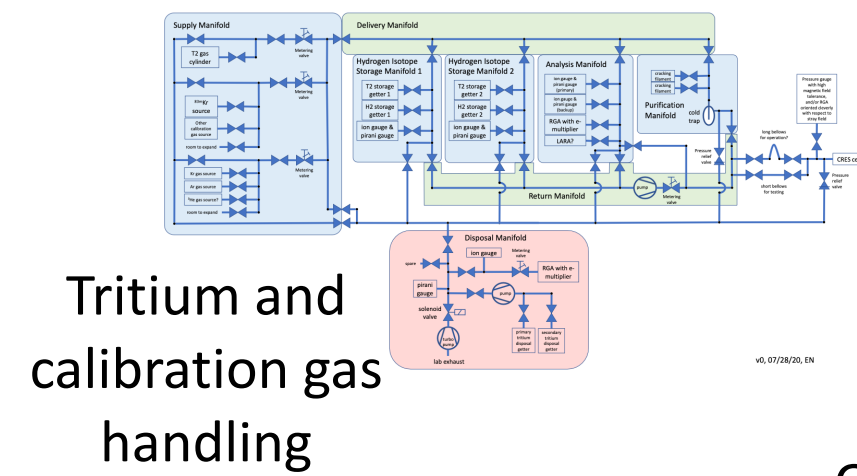 Supply Manifold
T2 gas
cylinder
Metering
valve
Metering
valve
source
Other
calibration
gas source
room to expand
Metering
valve
Kr gas source
Ar gas source
gas source?
room to expand
Delivery Manifold
Hydrogen Isotope
Storage Manifold 1
T2 storage
getter 1
H2 storage
getter 1
ion gauge &
pirani gauge
Hydrogen Isotope
Storage Manifold 2
T2 storage
getter 2
H2 storage
getter 2
ion gauge &
pirani gauge
Analysis Manifold
ion gauge &
pirani gauge
(primary)
ion gauge &
pirani gauge
(backup)
RGA with e-
multiplier
LARA?
cracking
filament
cracking
filament
Purification
Manifold
cold
trap
Pressure
relief
valve
pump
Metering
valve
Return Manifold
Pressure gauge
with high
magnetic field
tolerance,
and/or RGA
oriented cleverly
with respect to
stray field
long bellows
for operation?
short bellows
for testing
CRES ce
Pressure
relief
valve
Disposal Manifold
spare
ion gauge
Metering
valve
RGA with e-
multiplier
pirani
gauge
pump
solenoid
valve
turbo
pump
lab exhaust
primary
tritium
disposal
getter
secondary
tritium
disposal
getter
v0, 07/28/20, EN
Tritium and
calibration gas
handling